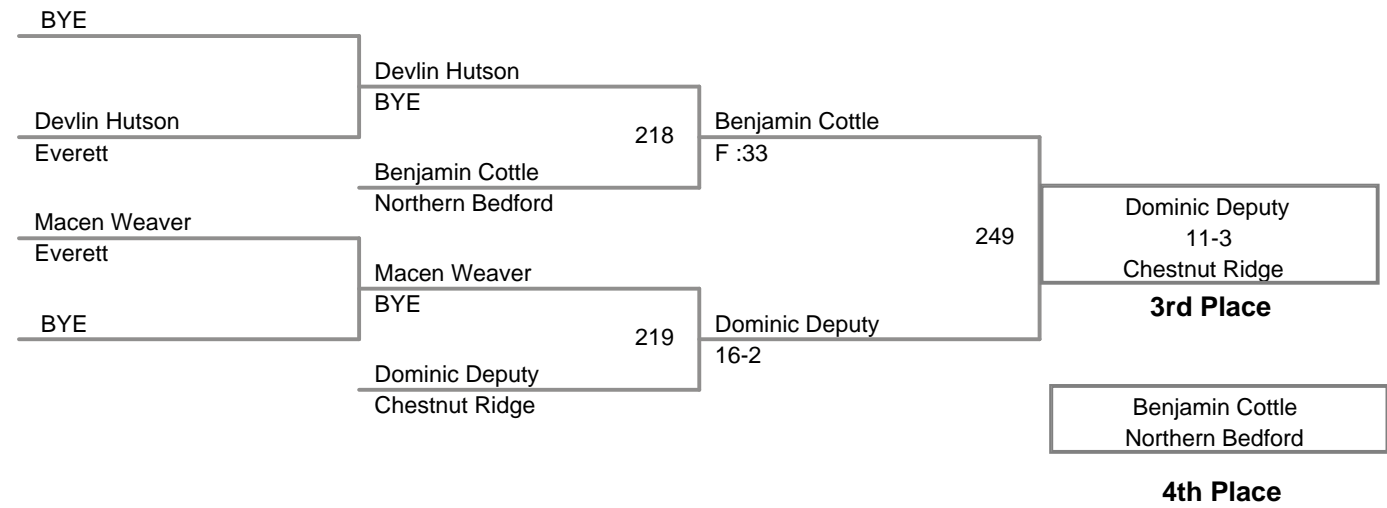 BYE
Devlin Hutson
BYE
Devlin Hutson
Everett
218
Benjamin Cottle
F :33
Benjamin Cottle
Northern Bedford
Macen Weaver
Everett
249
Dominic Deputy
11-3
Chestnut Ridge
3rd Place
Macen Weaver
BYE
BYE
219
Dominic Deputy
16-2
Dominic Deputy
Chestnut Ridge
Benjamin Cottle
Northern Bedford
4th Place